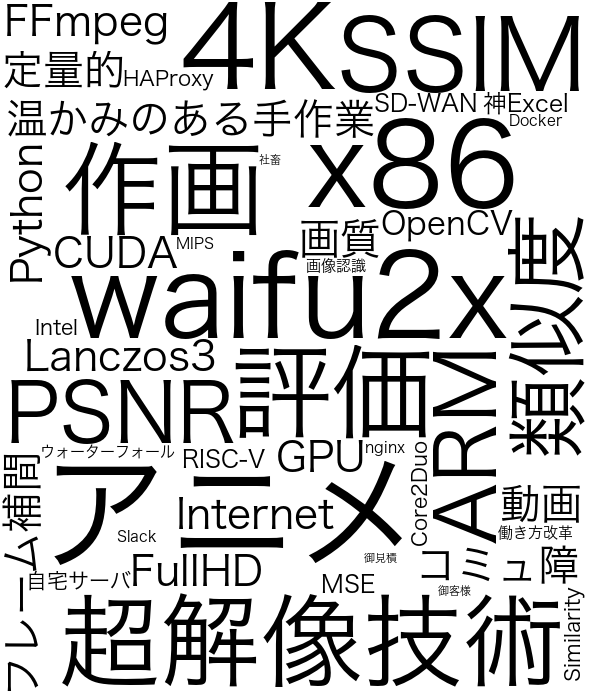 FFmpeg
4K
SSIM
定量的
HAProxy
温かみのある手作業
SD-WAN
神Excel
Docker
社畜
作画
x86
Python
CUDA
MIPS
画質
OpenCV
画像認識
類似度
waifu2x
Intel
Lanczos3
PSNR
評価
ARM
ウォーターフォール
RISC-V
GPU
nginx
Core2Duo
フレーム補間
アニメ
Internet
動画
Slack
働き方改革
自宅サーバ
FullHD
御見積
コミュ障
MSE
御客様
超解像技術
Similarity